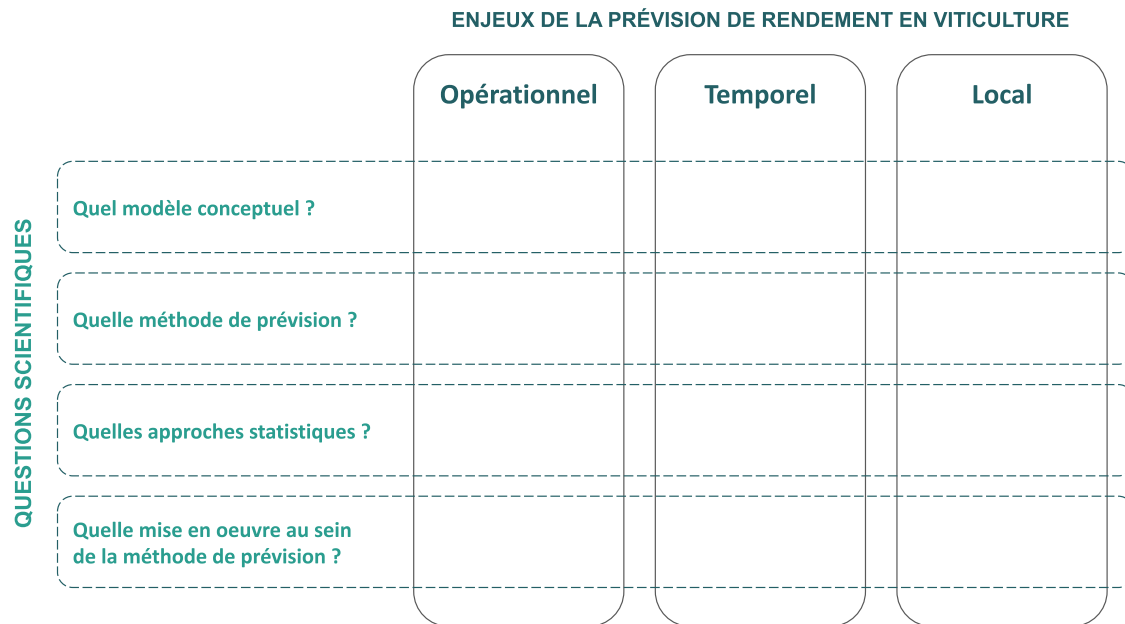 ENJEUX DE LA PRÉVISION DE RENDEMENT EN VITICULTURE
Opérationnel
Temporel
Local
QUESTIONS SCIENTIFIQUES
Quel modèle conceptuel ?
Quelle méthode de prévision ?
Quelles approches statistiques ?
Quelle mise en oeuvre au sein
de la méthode de prévision ?